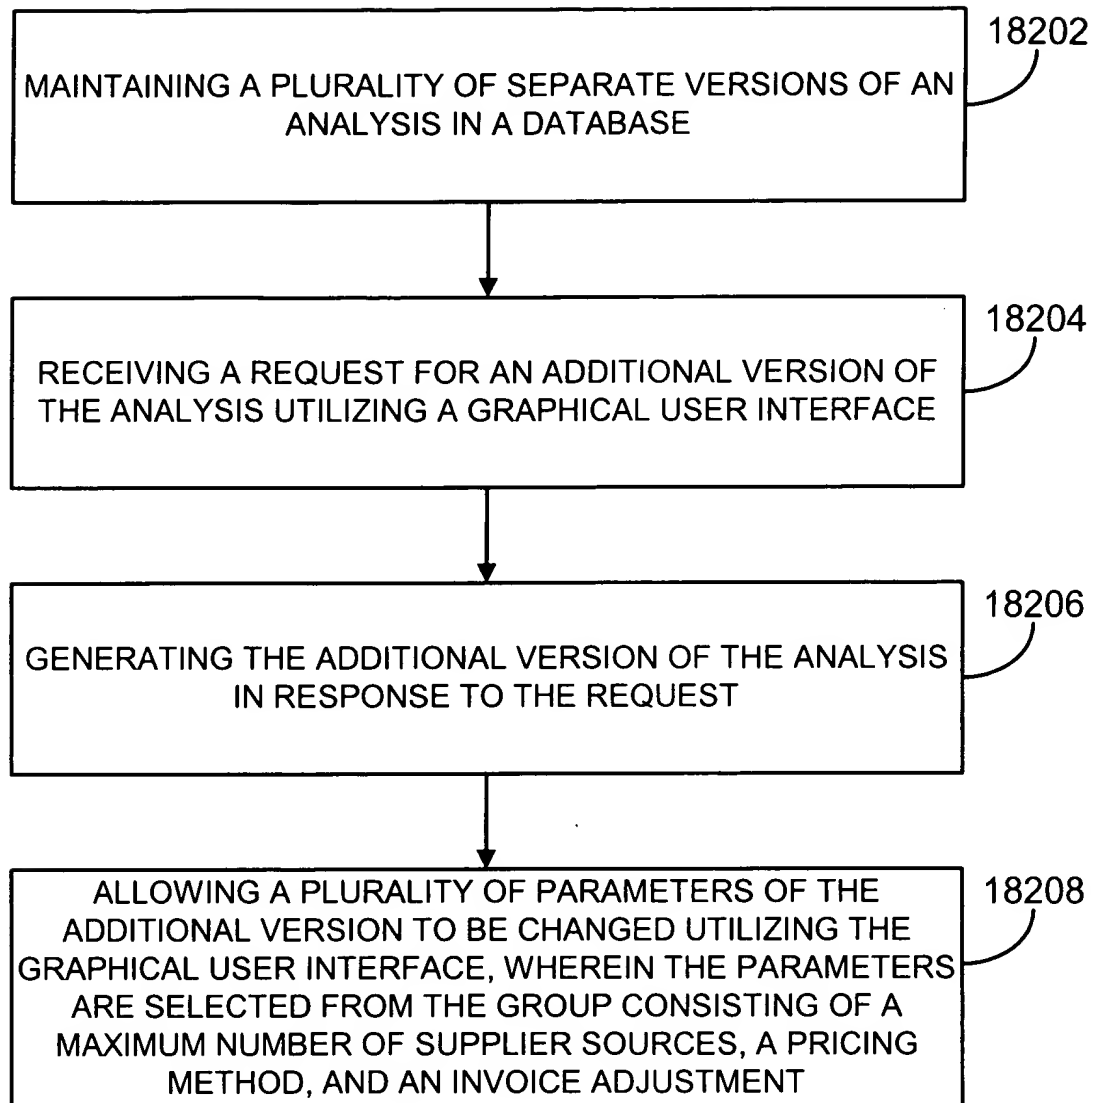 18202
MAINTAINING A PLURALITY OF SEPARATE VERSIONS OF AN
ANALYSIS IN A DATABASE
18204
RECEIVING A REQUEST FOR AN ADDITIONAL VERSION OF
THE ANALYSIS UTILIZING A GRAPHICAL USER INTERFACE
18206
GENERATING THE ADDITIONAL VERSION OF THE ANALYSIS
IN RESPONSE TO THE REQUEST
18208
ALLOWING A PLURALITY OF PARAMETERS OF THE
ADDITIONAL VERSION TO BE CHANGED UTILIZING THE
GRAPHICAL USER INTERFACE, WHEREIN THE PARAMETERS
ARE SELECTED FROM THE GROUP CONSISTING OF A
MAXIMUM NUMBER OF SUPPLIER SOURCES, A PRICING
METHOD, AND AN INVOICE ADJUSTMENT